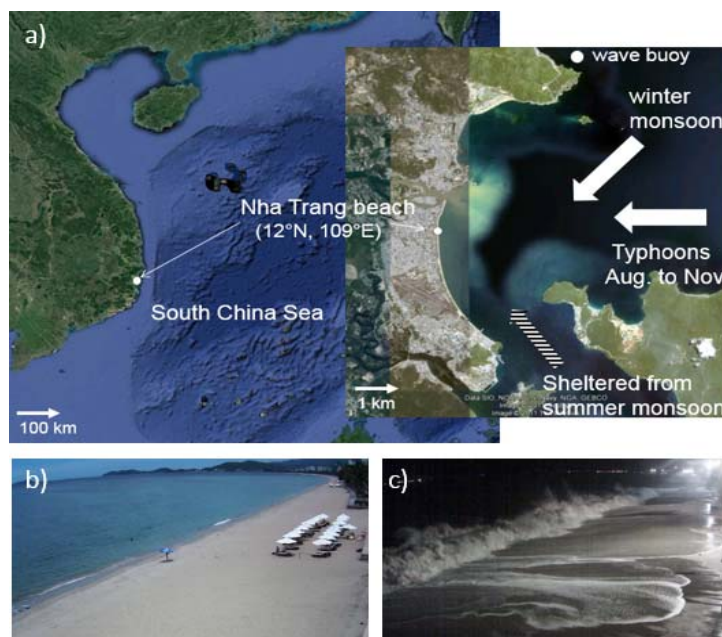 a)
wave buoy
winter
monsoon
Nha Trang beach
(12°N, 109°E)
Typhoons
Aug. to Nov
South China Sea
1 km
Sheltered from
summer monsoon
100 km
b)
c)